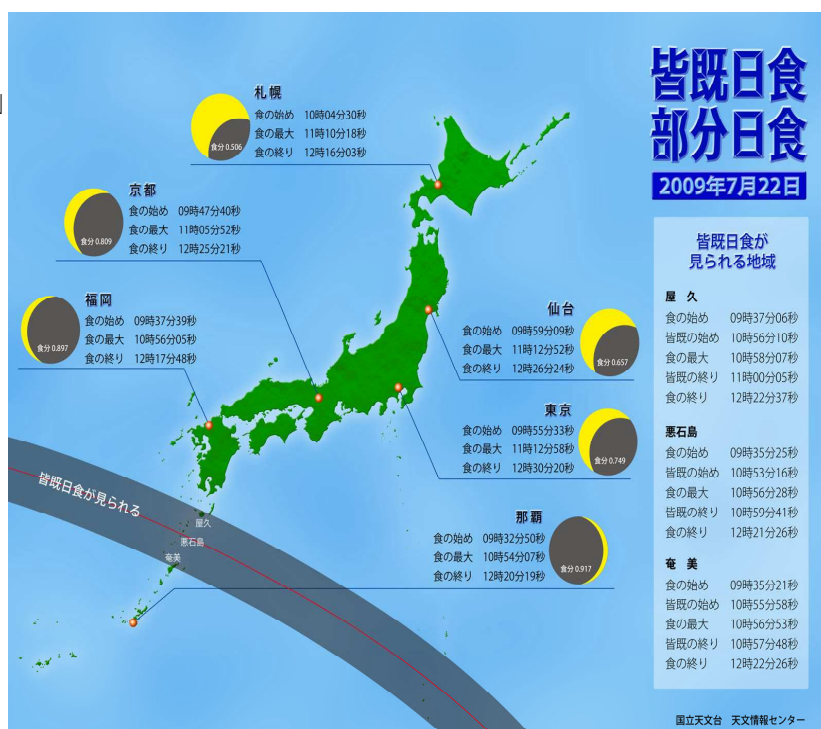 皆既日食
部分日食
2009年7月22日
札幌
食の始め 10時04分30秒
食の最大 11時10分18秒
食の終り 12時16分03秒
食分0.506
京都
食の始め 09時47分40秒
食の最大 11時05分52秒
食の終り 12時25分21秒
食分0.809
福岡
食の始め 09時37分39秒
食の最大 10時56分05秒
食の終り 12時17分48秒
食分0.897
仙台
食の始め 09時59分09秒
食の最大 11時12分52秒
食の終り 12時26分24秒
食分0.657
東京
食の始め 09時55分33秒
食の最大 11時12分58秒
食の終り 12時30分20秒
食分0.749
那覇
食の始め 09時32分50秒
食の最大 10時54分07秒
食の終り 12時20分19秒
食分0.917
皆既日食が見られる
屋久
悪石島
奄美
皆既日食が
見られる地域
屋 久
食の始め 09時37分06秒
皆既の始め 10時56分10秒
食の最大 10時58分07秒
皆既の終り 11時00分05秒
食の終り 12時22分37秒
悪石島
食の始め 09時35分25秒
皆既の始め 10時53分16秒
食の最大 10時56分28秒
皆既の終り 10時59分41秒
食の終り 12時21分26秒
奄 美
食の始め 09時35分21秒
皆既の始め 10時55分58秒
食の最大 10時56分53秒
皆既の終り 10時57分48秒
食の終り 12時22分26秒
国立天文台 天文情報センター